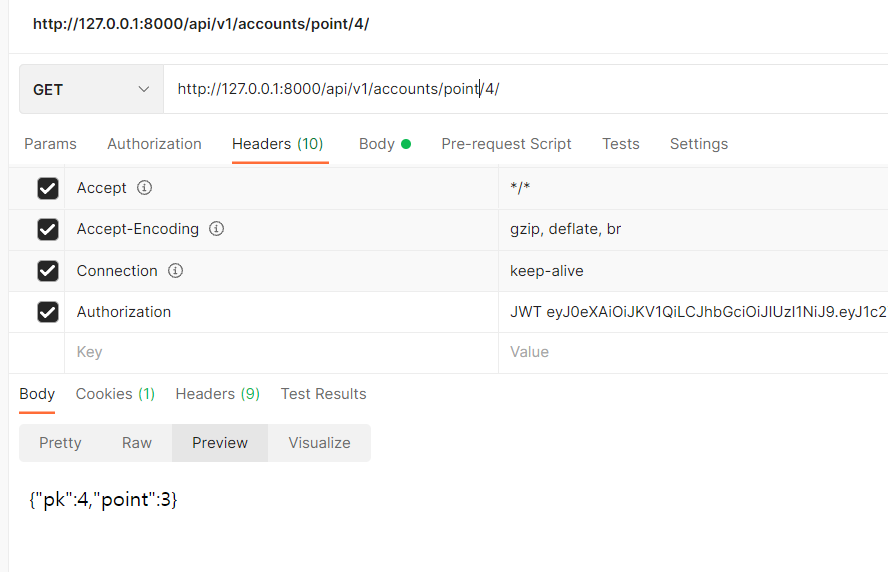 http://127.0.0.1:8000/api/v1/accounts/point/4/
GET http://127.0.0.1:8000/api/v1/accounts/point/4/
Params Authorization Headers (10) Body Pre-request Script Tests Settings
Accept */*
Accept-Encoding gzip, deflate, br
Connection keep-alive
Authorization JWT eyJ0eXAiOiJKV1QiLCJhbGciOiJIUzI1NiJ9.eyJ1c2
Key Value
Body Cookies (1) Headers (9) Test Results
Pretty Raw Preview Visualize
{"pk":4,"point":3}